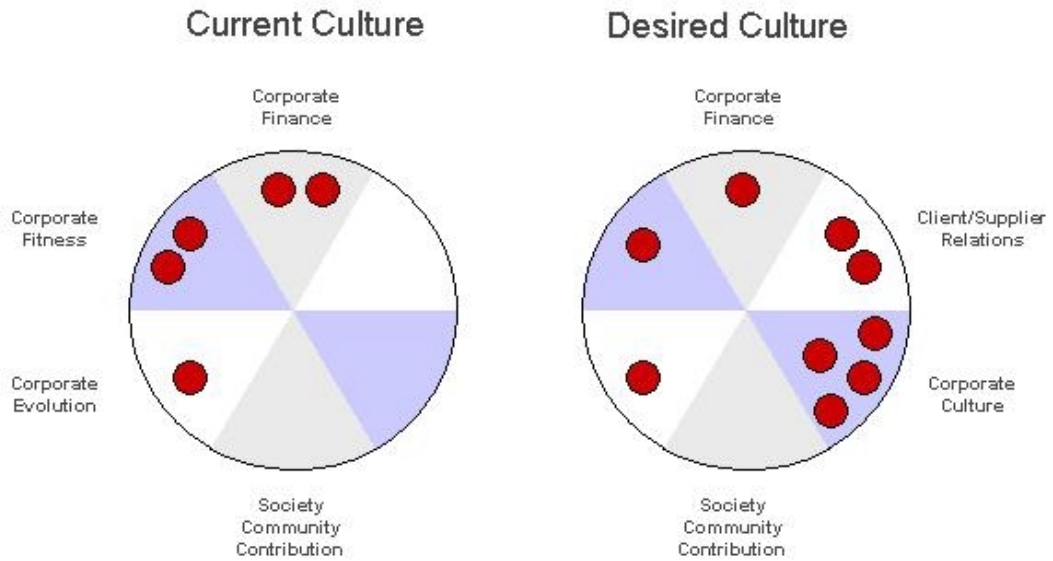 Current Culture
Desired Culture
Corporate
Finance
Corporate
Finance
Corporate
Fitness
Client/Supplier
Relations
Corporate
Evolution
Corporate
Culture
Society
Community
Contribution
Society
Community
Contribution